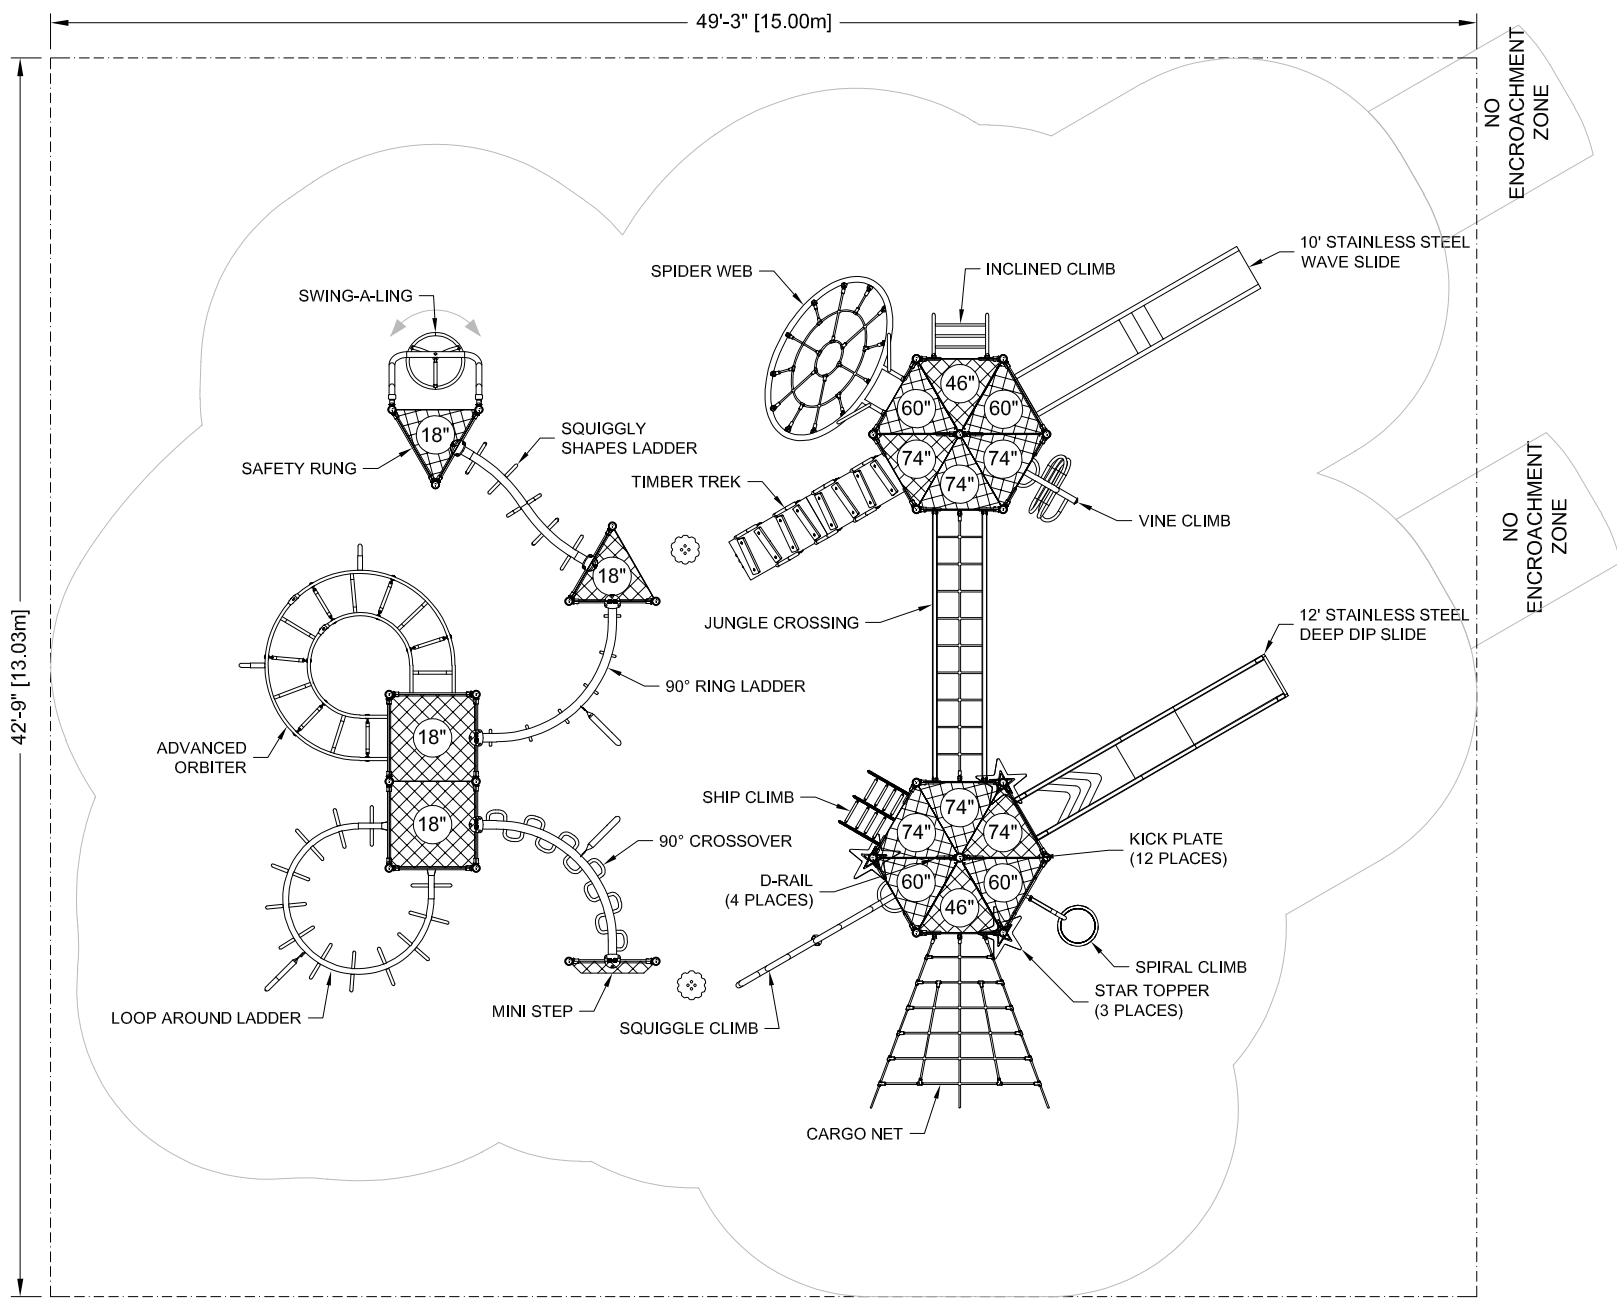 49'-3" [15.00m]
42'-9" [13.03m]
NO
ENCROACHMENT
ZONE
10' STAINLESS STEEL
WAVE SLIDE
SPIDER WEB
INCLINED CLIMB
SWING-A-LING
46"
60"
60"
18"
SQUIGGLY
SHAPES LADDER
SAFETY RUNG
74"
74"
74"
TIMBER TREK
VINE CLIMB
NO
ENCROACHMENT
ZONE
18"
JUNGLE CROSSING
12' STAINLESS STEEL
DEEP DIP SLIDE
90° RING LADDER
18"
ADVANCED
ORBITER
SHIP CLIMB
74"
74"
74"
18"
90° CROSSOVER
KICK PLATE
(12 PLACES)
D-RAIL
(4 PLACES)
60"
60"
46"
SPIRAL CLIMB
STAR TOPPER
(3 PLACES)
LOOP AROUND LADDER
MINI STEP
SQUIGGLE CLIMB
CARGO NET